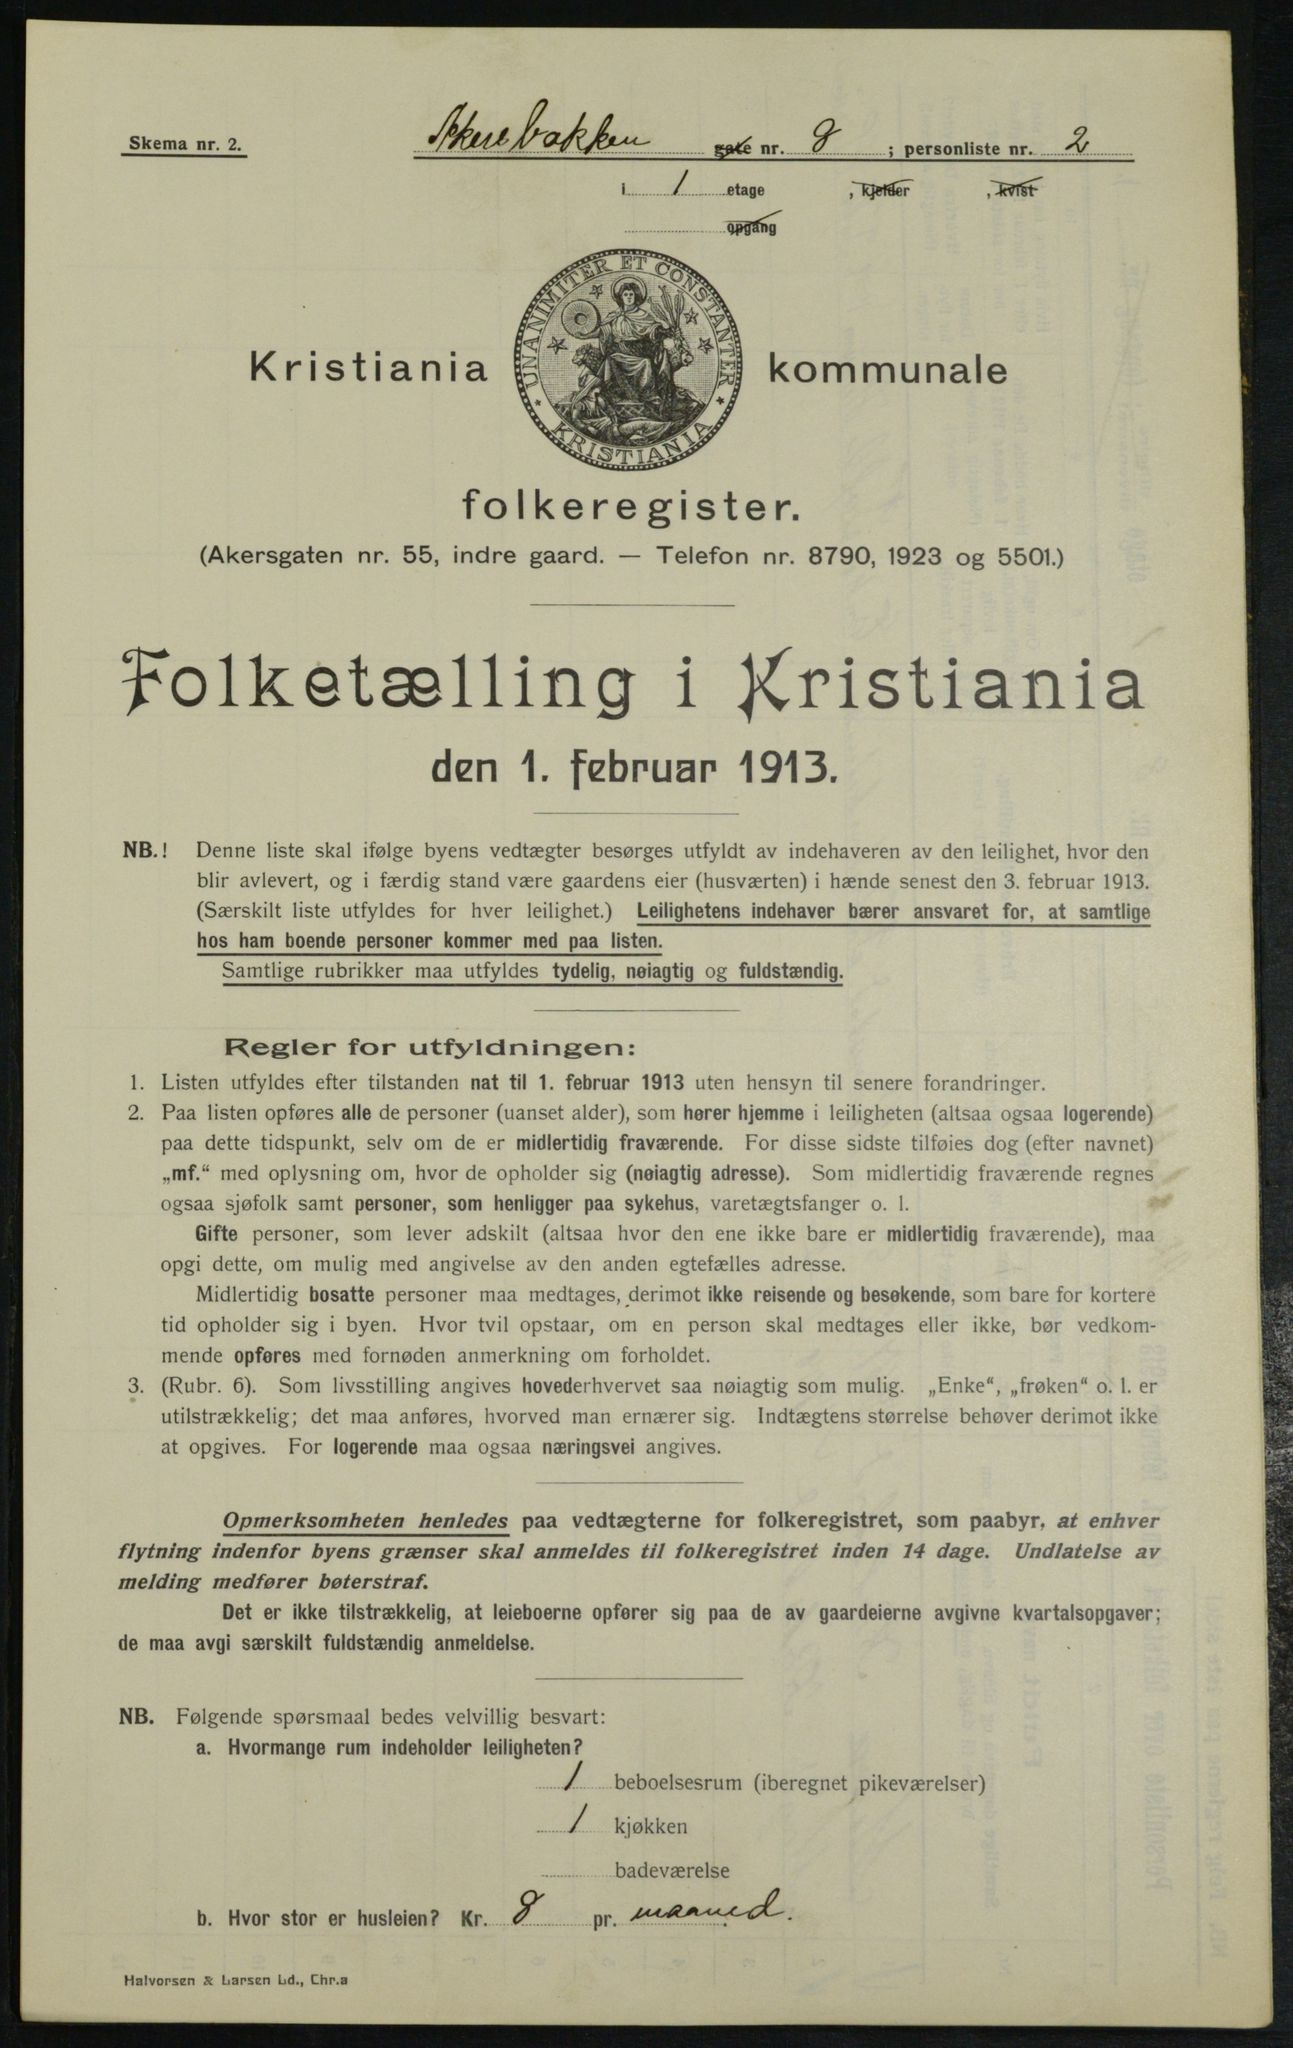 Skema nr. 2.
Akersbakken gate nr. 8 ; personliste nr. 2
i 1 etage , kjelder , kvist
opgang
UNANIMITER ET CONSTANTER
KRISTIANIA
Kristiania kommunale
folkeregister.
(Akersgaten nr. 55, indre gaard. — Telefon nr. 8790, 1923 og 5501.)
Folketælling i Kristiania
den 1. februar 1913.
NB.! Denne liste skal ifølge byens vedtægter besørges utfyldt av indehaveren av den leilighet, hvor den
blir avlevert, og i færdig stand være gaardens eier (husværten) i hænde senest den 3. februar 1913.
(Særskilt liste utfyldes for hver leilighet.) Leilighetens indehaver bærer ansvaret for, at samtlige
hos ham boende personer kommer med paa listen.
Samtlige rubrikker maa utfyldes tydelig, nøiagtig og fuldstændig.
Regler for utfyldningen:
1. Listen utfyldes efter tilstanden nat til 1. februar 1913 uten hensyn til senere forandringer.
2. Paa listen opføres alle de personer (uanset alder), som hører hjemme i leiligheten (altsaa ogsaa logerende)
paa dette tidspunkt, selv om de er midlertidig fraværende. For disse sidste tilføies dog (efter navnet)
„mf.“ med oplysning om, hvor de opholder sig (nøiagtig adresse). Som midlertidig fraværende regnes
ogsaa sjøfolk samt personer, som henligger paa sykehus, varetægtsfanger o. l.
Gifte personer, som lever adskilt (altsaa hvor den ene ikke bare er midlertidig fraværende), maa
opgi dette, om mulig med angivelse av den anden egtefælles adresse.
Midlertidig bosatte personer maa medtages, derimot ikke reisende og besøkende, som bare for kortere
tid opholder sig i byen. Hvor tvil opstaar, om en person skal medtages eller ikke, bør vedkom-
mende opføres med fornøden anmerkning om forholdet.
3. (Rubr. 6). Som livsstilling angives hovederhvervet saa nøiagtig som mulig. „Enke“, „frøken“ o. l. er
utilstrækkelig; det maa anføres, hvorved man ernærer sig. Indtægtens størrelse behøver derimot ikke
at opgives. For logerende maa ogsaa næringsvei angives.
Opmerksomheten henledes paa vedtægterne for folkeregistret, som paabyr, at enhver
flytning indenfor byens grænser skal anmeldes til folkeregistret inden 14 dage. Undlatelse av
melding medfører bøterstraf.
Det er ikke tilstrækkelig, at leieboerne opfører sig paa de av gaardeierne avgivne kvartalsopgaver;
de maa avgi særskilt fuldstændig anmeldelse.
NB. Følgende spørsmaal bedes velvillig besvart:
a. Hvormange rum indeholder leiligheten?
1 beboelsesrum (iberegnet pikeværelser)
1 kjøkken
badeværelse
b. Hvor stor er husleien? Kr. 8 pr. maaned.
Halvorsen & Larsen Ld., Chr.a